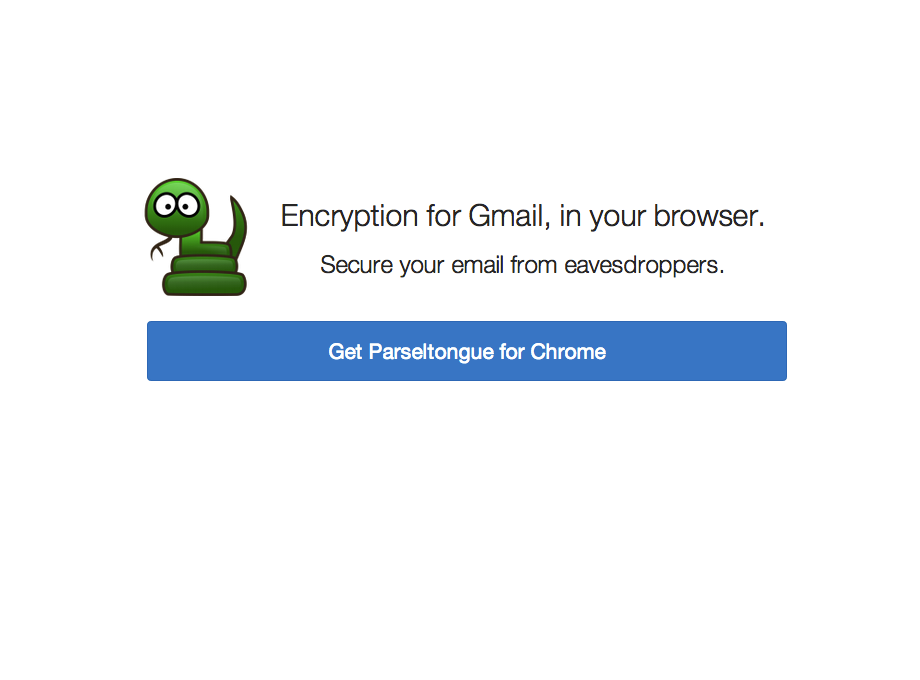 Encryption for Gmail, in your browser.
Secure your email from eavesdroppers.
Get Parseltongue for Chrome